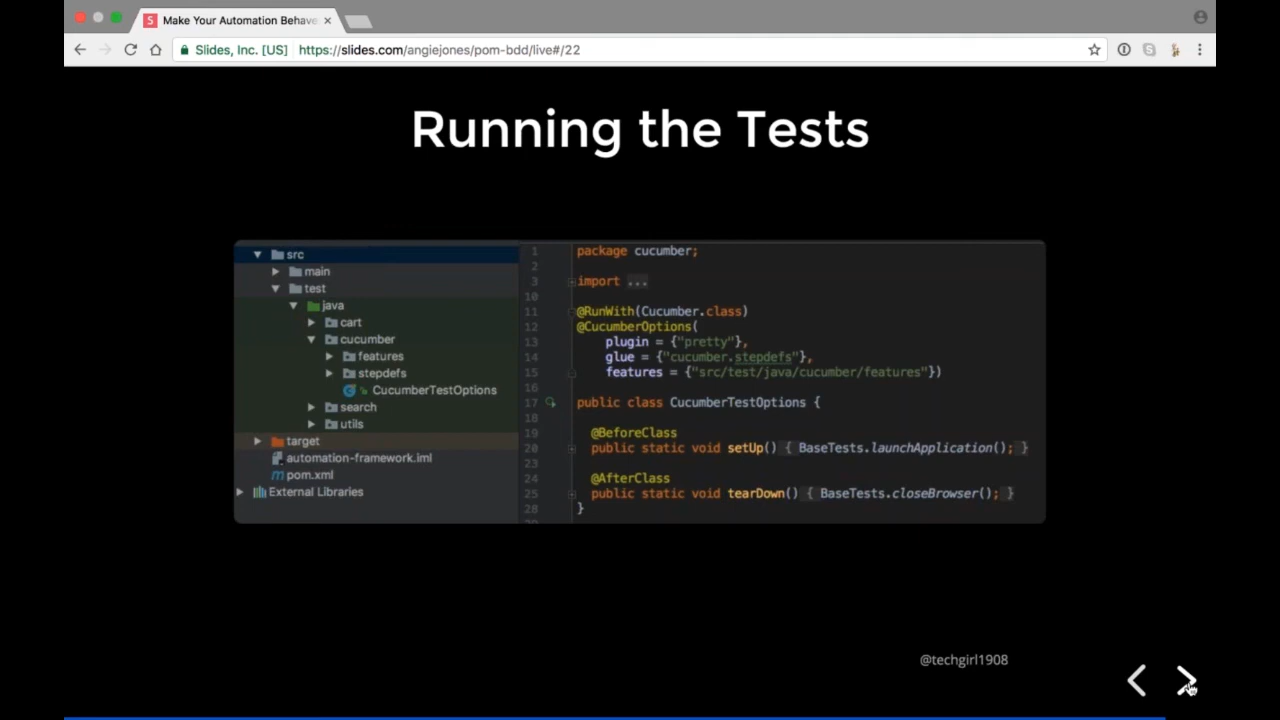 Make Your Automation Behave
Slides, Inc. [US]
https://slides.com/angiejones/pom-bdd/live#/22
Running the Tests
src
main
test
java
cart
cucumber
features
stepdefs
CucumberTestOptions
search
utils
target
automation-framework.iml
pom.xml
External Libraries
1 package cucumber;
2
3 import ...
10
11 @RunWith(Cucumber.class)
12 @CucumberOptions(
13 plugin = {"pretty"},
14 glue = {"cucumber.stepdefs"},
15 features = {"src/test/java/cucumber/features"})
16
17 public class CucumberTestOptions {
18
19 @BeforeClass
20 public static void setUp() { BaseTests.launchApplication(); }
23
24 @AfterClass
25 public static void tearDown() { BaseTests.closeBrowser(); }
28 }
@techgirl1908